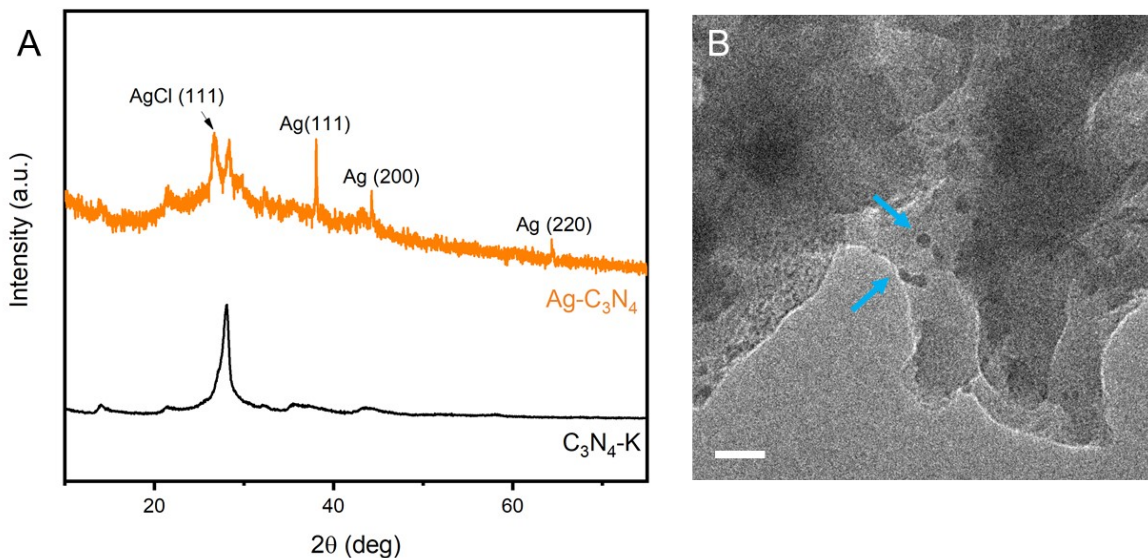 A
B
AgCl (111)
Ag(111)
Ag (200)
Ag (220)
Intensity (a.u.)
Ag-C₃N₄
C₃N₄-K
20
40
60
2θ (deg)